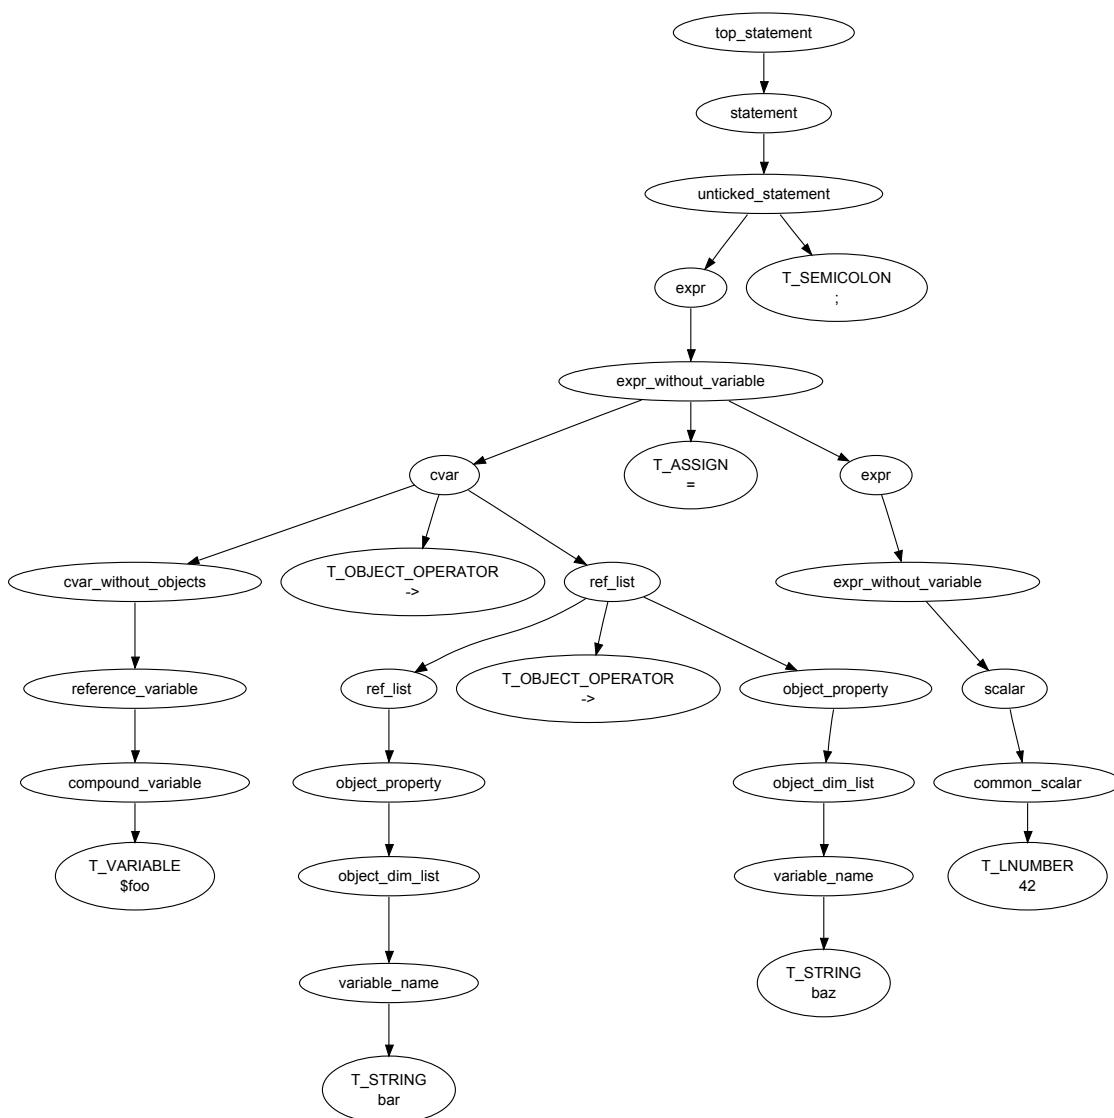 top_statement
statement
unticked_statement
expr
T_SEMICOLON
;
expr_without_variable
cvar
T_ASSIGN
=
expr
cvar_without_objects
T_OBJECT_OPERATOR
->
ref_list
expr_without_variable
reference_variable
ref_list
T_OBJECT_OPERATOR
->
object_property
scalar
compound_variable
object_property
object_dim_list
common_scalar
T_VARIABLE
$foo
object_dim_list
variable_name
T_LNUMBER
42
variable_name
T_STRING
baz
T_STRING
bar